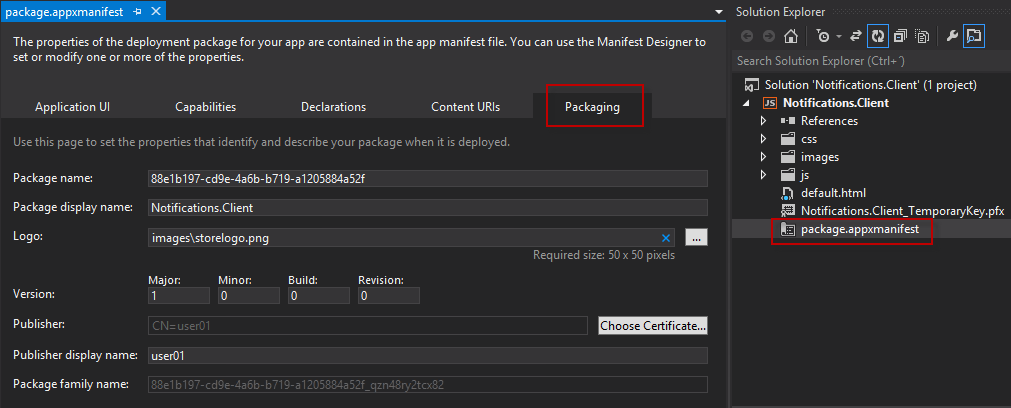 package.appxmanifest
The properties of the deployment package for your app are contained in the app manifest file. You can use the Manifest Designer to
set or modify one or more of the properties.
Application UI Capabilities Declarations Content URIs Packaging
Use this page to set the properties that identify and describe your package when it is deployed.
Package name: 88e1b197-cd9e-4a6b-b719-a1205884a52f
Package display name: Notifications.Client
Logo: images\storelogo.png ...
Required size: 50 x 50 pixels
Major: Minor: Build: Revision:
Version: 1 0 0 0
Publisher: CN=user01 Choose Certificate...
Publisher display name: user01
Package family name: 88e1b197-cd9e-4a6b-b719-a1205884a52f_qzn48ry2tcx82
Solution Explorer
Search Solution Explorer (Ctrl+¨)
Solution 'Notifications.Client' (1 project)
JS Notifications.Client
References
css
images
js
default.html
Notifications.Client_TemporaryKey.pfx
package.appxmanifest